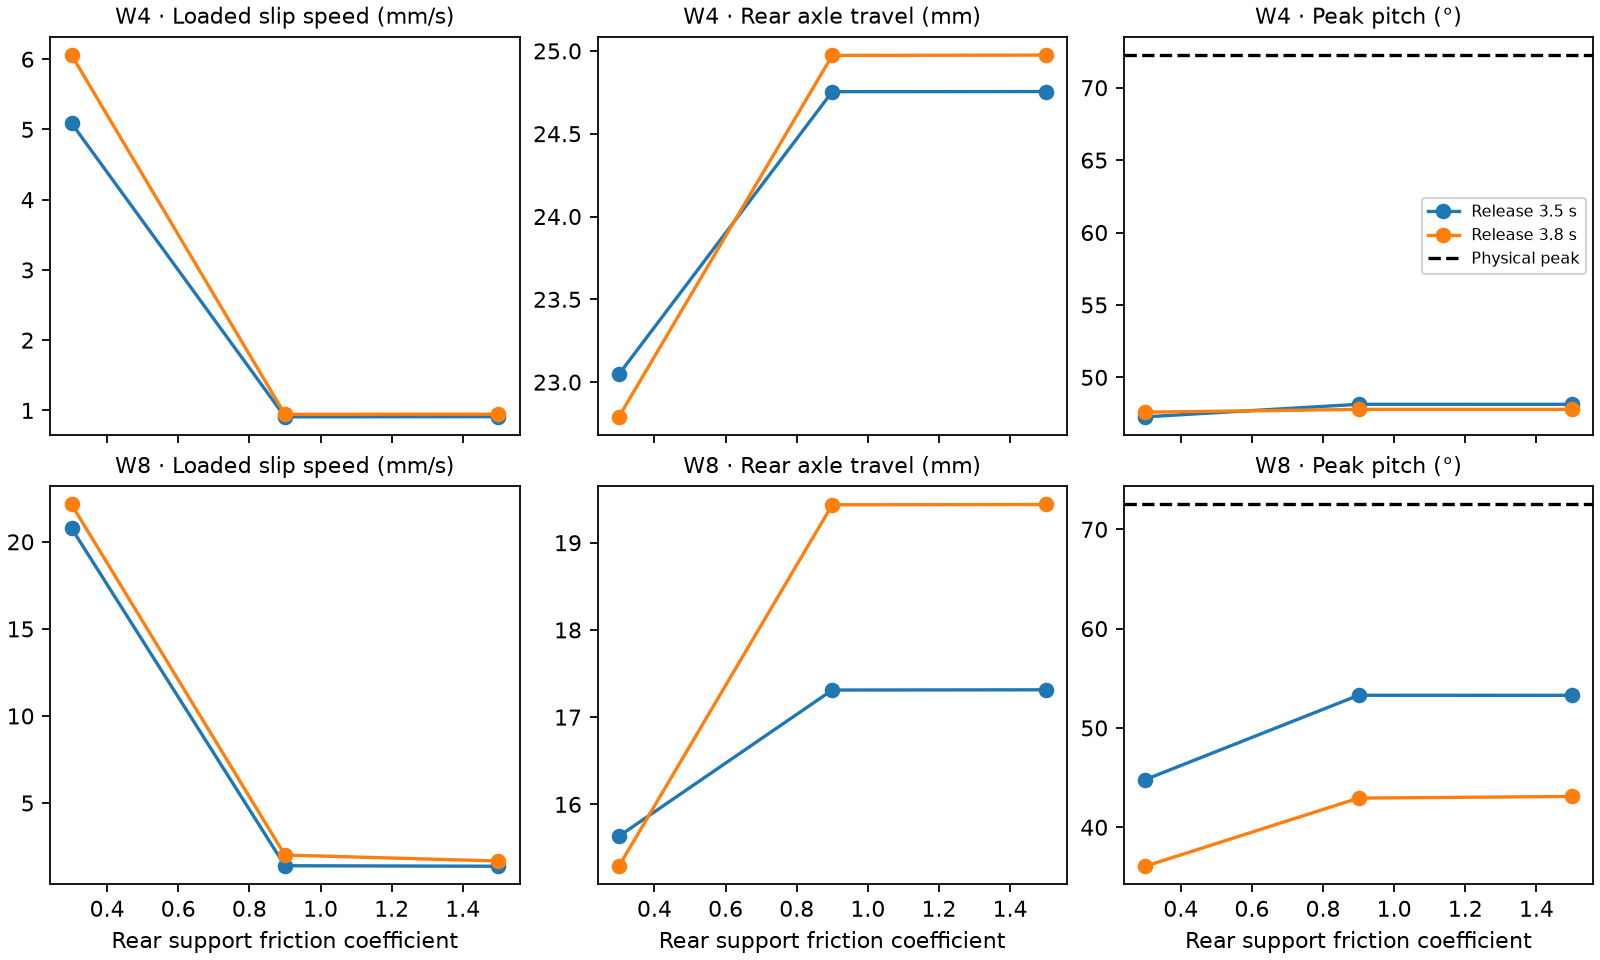 W4 · Loaded slip speed (mm/s)
6
5
4
3
2
1
W4 · Rear axle travel (mm)
25.0
24.5
24.0
23.5
23.0
W4 · Peak pitch (°)
70
65
60
55
50
Release 3.5 s
Release 3.8 s
Physical peak
W8 · Loaded slip speed (mm/s)
20
15
10
5
0.4 0.6 0.8 1.0 1.2 1.4
Rear support friction coefficient
W8 · Rear axle travel (mm)
19
18
17
16
0.4 0.6 0.8 1.0 1.2 1.4
Rear support friction coefficient
W8 · Peak pitch (°)
70
60
50
40
0.4 0.6 0.8 1.0 1.2 1.4
Rear support friction coefficient